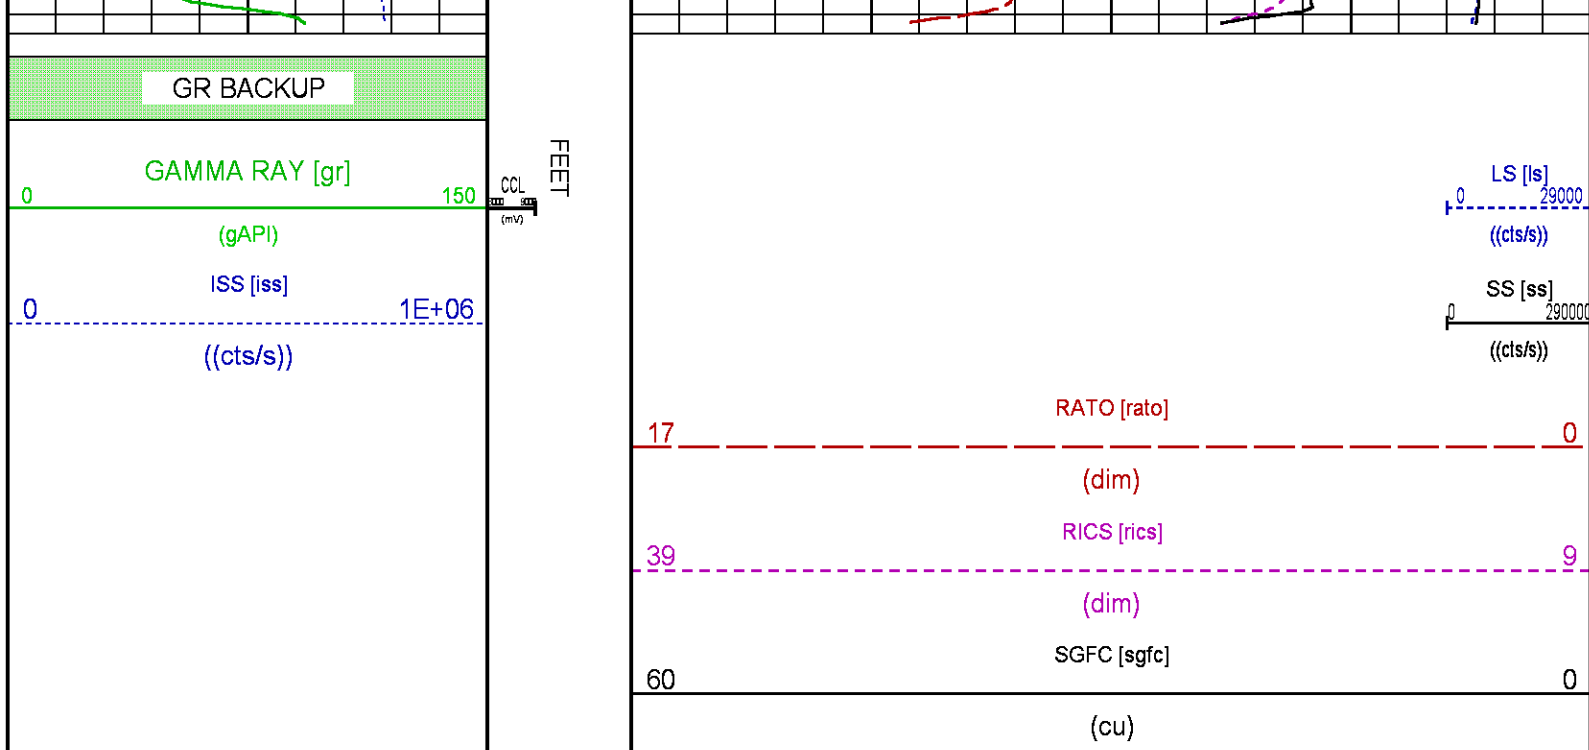 GR BACKUP
GAMMA RAY [gr]
0 150
(gAPI)
ISS [iss]
0 1E+06
((cts/s))
CCL
(mV)
FEET
LS [ls]
0 29000
((cts/s))
SS [ss]
0 290000
((cts/s))
RATO [rato]
17 0
(dim)
RICS [rics]
39 9
(dim)
SGFC [sgfc]
60 0
(cu)